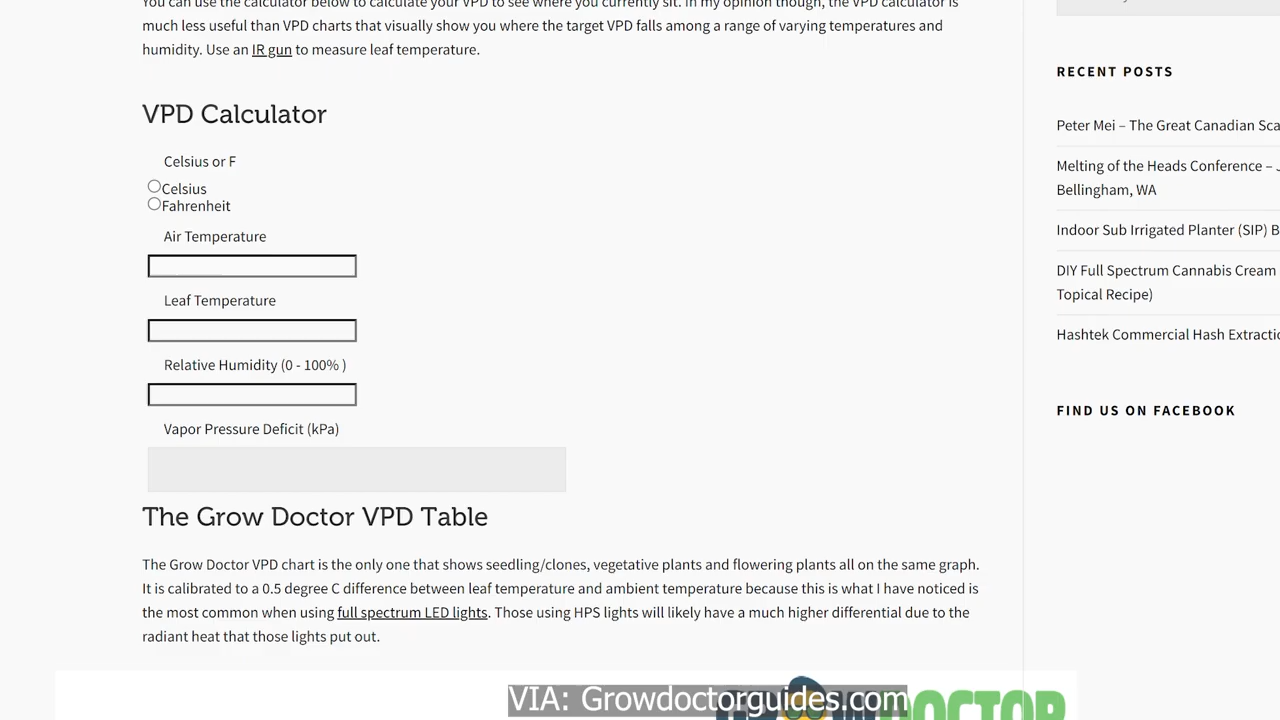 You can use the calculator below to calculate your VPD to see where you currently sit. In my opinion though, the VPD calculator is
much less useful than VPD charts that visually show you where the target VPD falls among a range of varying temperatures and
humidity. Use an IR gun to measure leaf temperature.
VPD Calculator
Celsius or F
Celsius
Fahrenheit
Air Temperature
Leaf Temperature
Relative Humidity (0 - 100% )
Vapor Pressure Deficit (kPa)
The Grow Doctor VPD Table
The Grow Doctor VPD chart is the only one that shows seedling/clones, vegetative plants and flowering plants all on the same graph.
It is calibrated to a 0.5 degree C difference between leaf temperature and ambient temperature because this is what I have noticed is
the most common when using full spectrum LED lights. Those using HPS lights will likely have a much higher differential due to the
radiant heat that those lights put out.
RECENT POSTS
Peter Mei – The Great Canadian
Melting of the Heads Conference –
Bellingham, WA
Indoor Sub Irrigated Planter (SIP)
DIY Full Spectrum Cannabis Cream
Topical Recipe)
Hashtek Commercial Hash
FIND US ON FACEBOOK
VIA: Growdoctorguides.com
DOCTOR